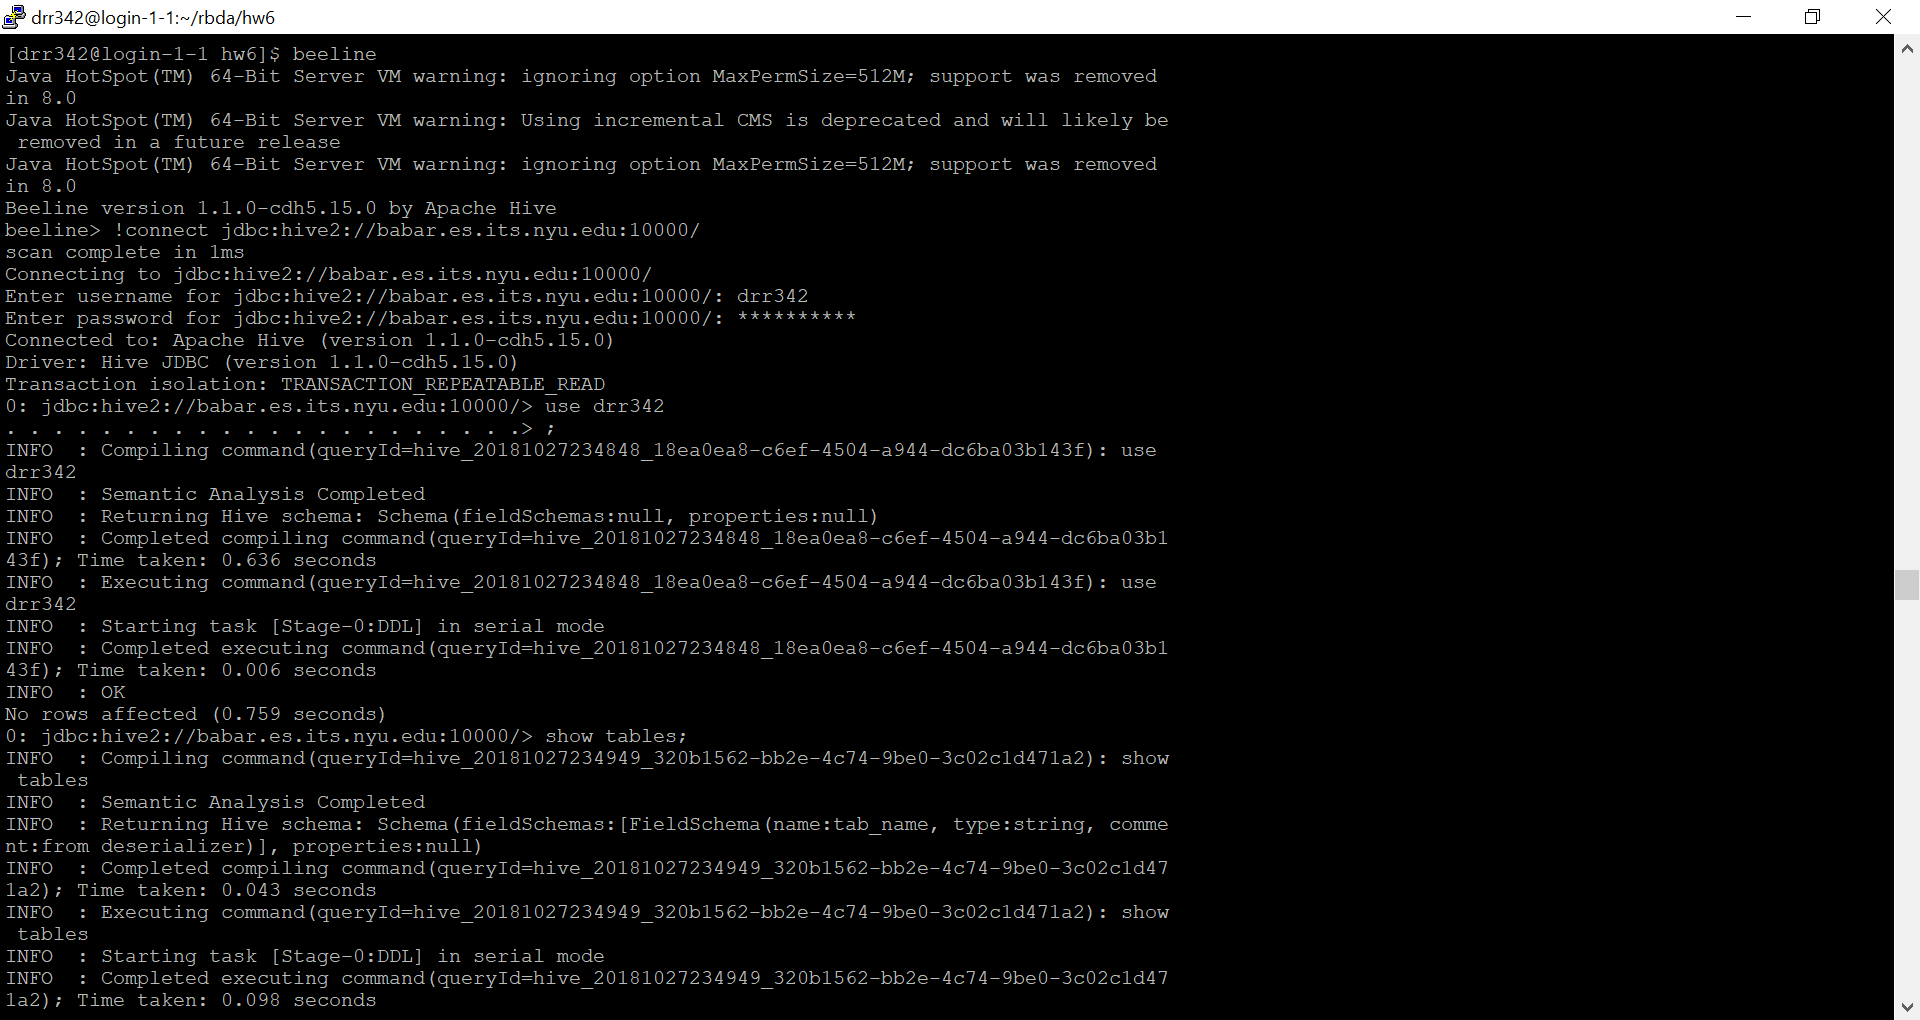 drr342@login-1-1:~/rbda/hw6
[drr342@login-1-1 hw6]$ beeline
Java HotSpot(TM) 64-Bit Server VM warning: ignoring option MaxPermSize=512M; support was removed
in 8.0
Java HotSpot(TM) 64-Bit Server VM warning: Using incremental CMS is deprecated and will likely be
 removed in a future release
Java HotSpot(TM) 64-Bit Server VM warning: ignoring option MaxPermSize=512M; support was removed
in 8.0
Beeline version 1.1.0-cdh5.15.0 by Apache Hive
beeline> !connect jdbc:hive2://babar.es.its.nyu.edu:10000/
scan complete in 1ms
Connecting to jdbc:hive2://babar.es.its.nyu.edu:10000/
Enter username for jdbc:hive2://babar.es.its.nyu.edu:10000/: drr342
Enter password for jdbc:hive2://babar.es.its.nyu.edu:10000/: **********
Connected to: Apache Hive (version 1.1.0-cdh5.15.0)
Driver: Hive JDBC (version 1.1.0-cdh5.15.0)
Transaction isolation: TRANSACTION_REPEATABLE_READ
0: jdbc:hive2://babar.es.its.nyu.edu:10000/> use drr342
. . . . . . . . . . . . . . . . . . . . . .> ;
INFO  : Compiling command(queryId=hive_20181027234848_18ea0ea8-c6ef-4504-a944-dc6ba03b143f): use
drr342
INFO  : Semantic Analysis Completed
INFO  : Returning Hive schema: Schema(fieldSchemas:null, properties:null)
INFO  : Completed compiling command(queryId=hive_20181027234848_18ea0ea8-c6ef-4504-a944-dc6ba03b1
43f); Time taken: 0.636 seconds
INFO  : Executing command(queryId=hive_20181027234848_18ea0ea8-c6ef-4504-a944-dc6ba03b143f): use
drr342
INFO  : Starting task [Stage-0:DDL] in serial mode
INFO  : Completed executing command(queryId=hive_20181027234848_18ea0ea8-c6ef-4504-a944-dc6ba03b1
43f); Time taken: 0.006 seconds
INFO  : OK
No rows affected (0.759 seconds)
0: jdbc:hive2://babar.es.its.nyu.edu:10000/> show tables;
INFO  : Compiling command(queryId=hive_20181027234949_320b1562-bb2e-4c74-9be0-3c02c1d471a2): show
 tables
INFO  : Semantic Analysis Completed
INFO  : Returning Hive schema: Schema(fieldSchemas:[FieldSchema(name:tab_name, type:string, comme
nt:from deserializer)], properties:null)
INFO  : Completed compiling command(queryId=hive_20181027234949_320b1562-bb2e-4c74-9be0-3c02c1d47
1a2); Time taken: 0.043 seconds
INFO  : Executing command(queryId=hive_20181027234949_320b1562-bb2e-4c74-9be0-3c02c1d471a2): show
 tables
INFO  : Starting task [Stage-0:DDL] in serial mode
INFO  : Completed executing command(queryId=hive_20181027234949_320b1562-bb2e-4c74-9be0-3c02c1d47
1a2); Time taken: 0.098 seconds